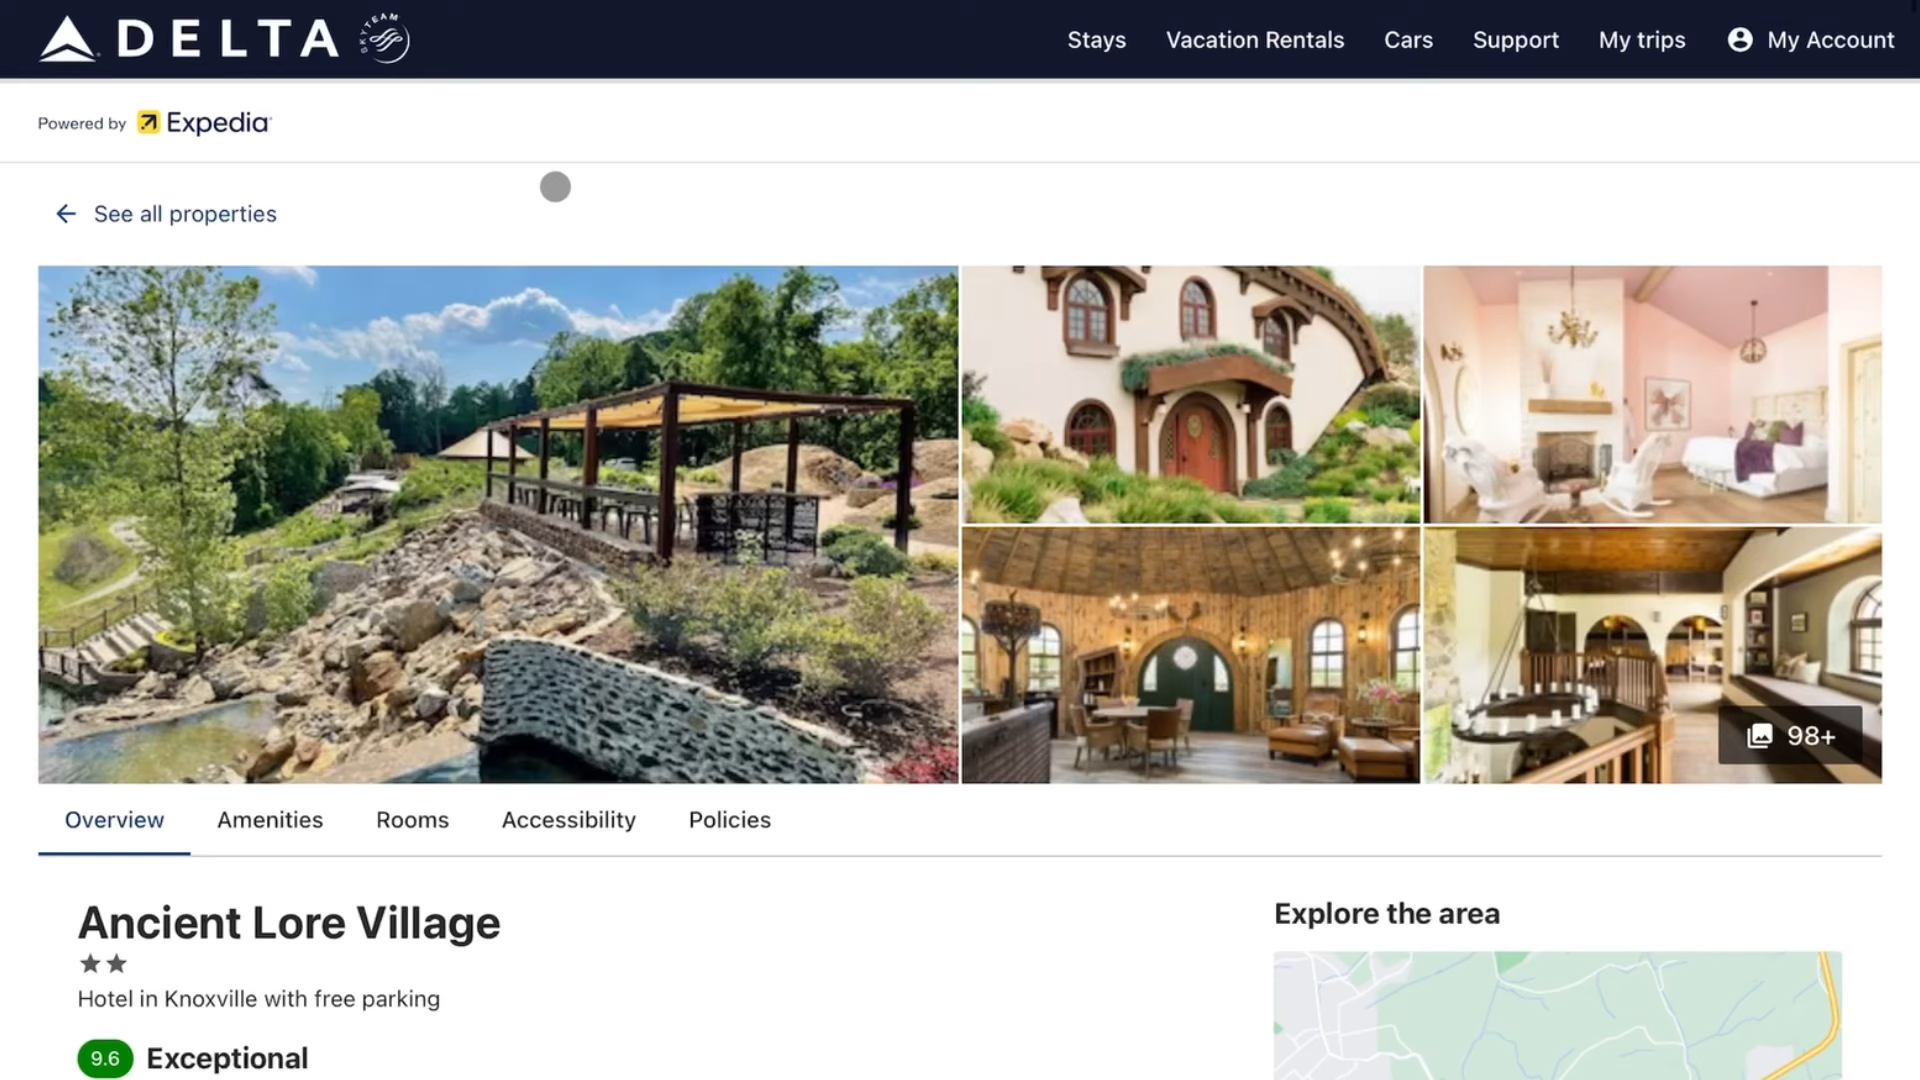 DELTA
SKYTEAM
Stays
Vacation Rentals
Cars
Support
My trips
My Account
Powered by Expedia
See all properties
98+
Overview
Amenities
Rooms
Accessibility
Policies
Ancient Lore Village
Hotel in Knoxville with free parking
9.6 Exceptional
Explore the area